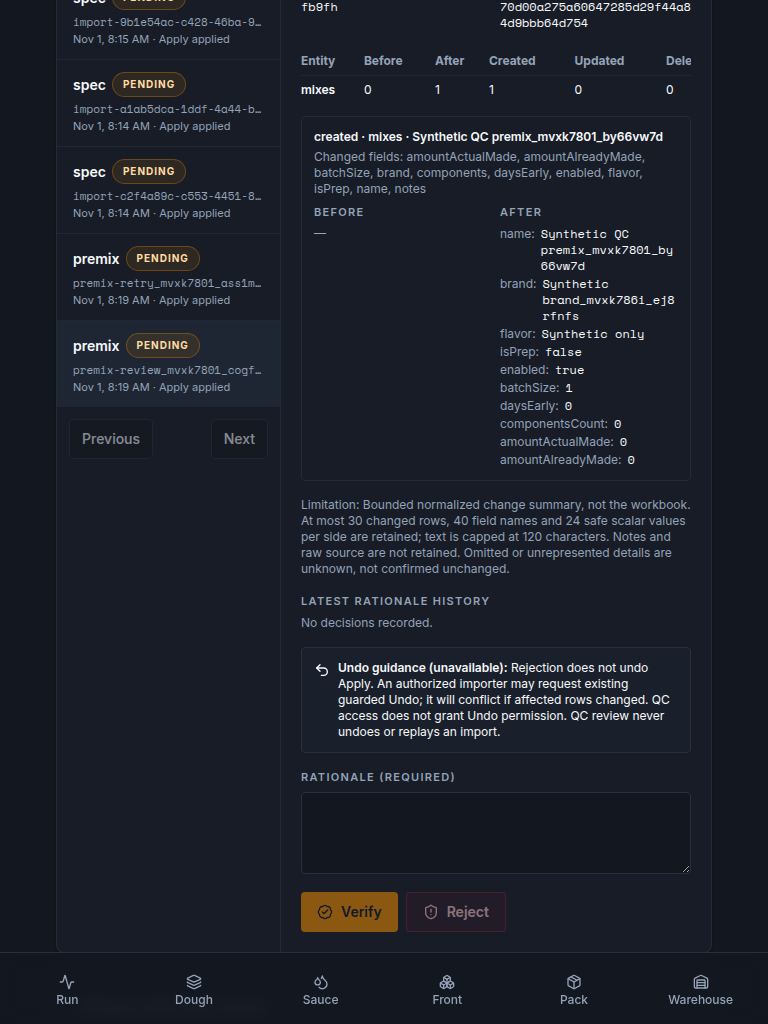 spec PENDING
import-9b1e54ac-c428-46ba-9…
Nov 1, 8:15 AM · Apply applied
spec PENDING
import-a1ab5dca-1ddf-4a44-b…
Nov 1, 8:14 AM · Apply applied
spec PENDING
import-c2f4a89c-c553-4451-8…
Nov 1, 8:14 AM · Apply applied
premix PENDING
premix-retry_mvxk7801_ass1m…
Nov 1, 8:19 AM · Apply applied
premix PENDING
premix-review_mvxk7801_cogf…
Nov 1, 8:19 AM · Apply applied
Previous Next
fb9fh
70d00a275a60647285d29f44a8
4d9bbb64d754
Entity Before After Created Updated Dele
mixes 0 1 1 0 0
created · mixes · Synthetic QC premix_mvxk7801_by66vw7d
Changed fields: amountActualMade, amountAlreadyMade,
batchSize, brand, components, daysEarly, enabled, flavor,
isPrep, name, notes
BEFORE
—
AFTER
name: Synthetic QC
premix_mvxk7801_by
66vw7d
brand: Synthetic
brand_mvxk786i_ej8
rfnfs
flavor: Synthetic only
isPrep: false
enabled: true
batchSize: 1
daysEarly: 0
componentsCount: 0
amountActualMade: 0
amountAlreadyMade: 0
Limitation: Bounded normalized change summary, not the workbook.
At most 30 changed rows, 40 field names and 24 safe scalar values
per side are retained; text is capped at 120 characters. Notes and
raw source are not retained. Omitted or unrepresented details are
unknown, not confirmed unchanged.
LATEST RATIONALE HISTORY
No decisions recorded.
Undo guidance (unavailable): Rejection does not undo
Apply. An authorized importer may request existing
guarded Undo; it will conflict if affected rows changed. QC
access does not grant Undo permission. QC review never
undoes or replays an import.
RATIONALE (REQUIRED)
Verify Reject
Run Dough Sauce Front Pack Warehouse